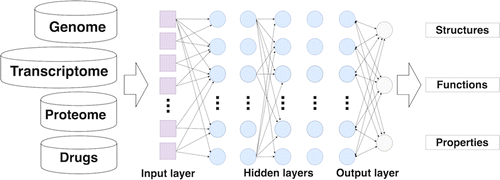 Genome
Transcriptome
Proteome
Drugs
Input layer
Hidden layers
Output layer
Structures
Functions
Properties